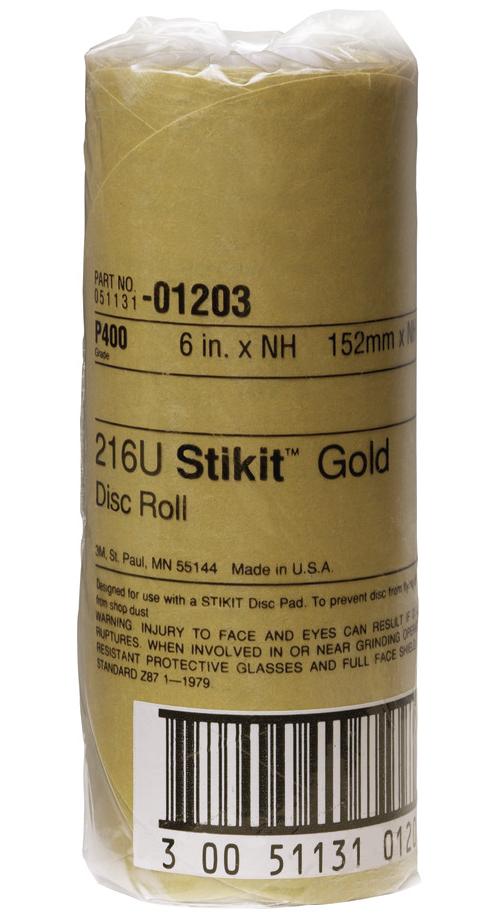 PART NO.
051131-01203
P400 6 in. x NH 152mm x
Grade
216U Stikit™ Gold
Disc Roll
3M, St. Paul, MN 55144 Made in U.S.A.
Designed for use with a STIKIT Disc Pad. To prevent disc from
from shop dust
WARNING. INJURY TO FACE AND EYES CAN RESULT IF
RUPTURES. WHEN INVOLVED IN OR NEAR GRINDING
RESISTANT PROTECTIVE GLASSES AND FULL FACE
STANDARD Z87 1—1979
3 00 51131 012